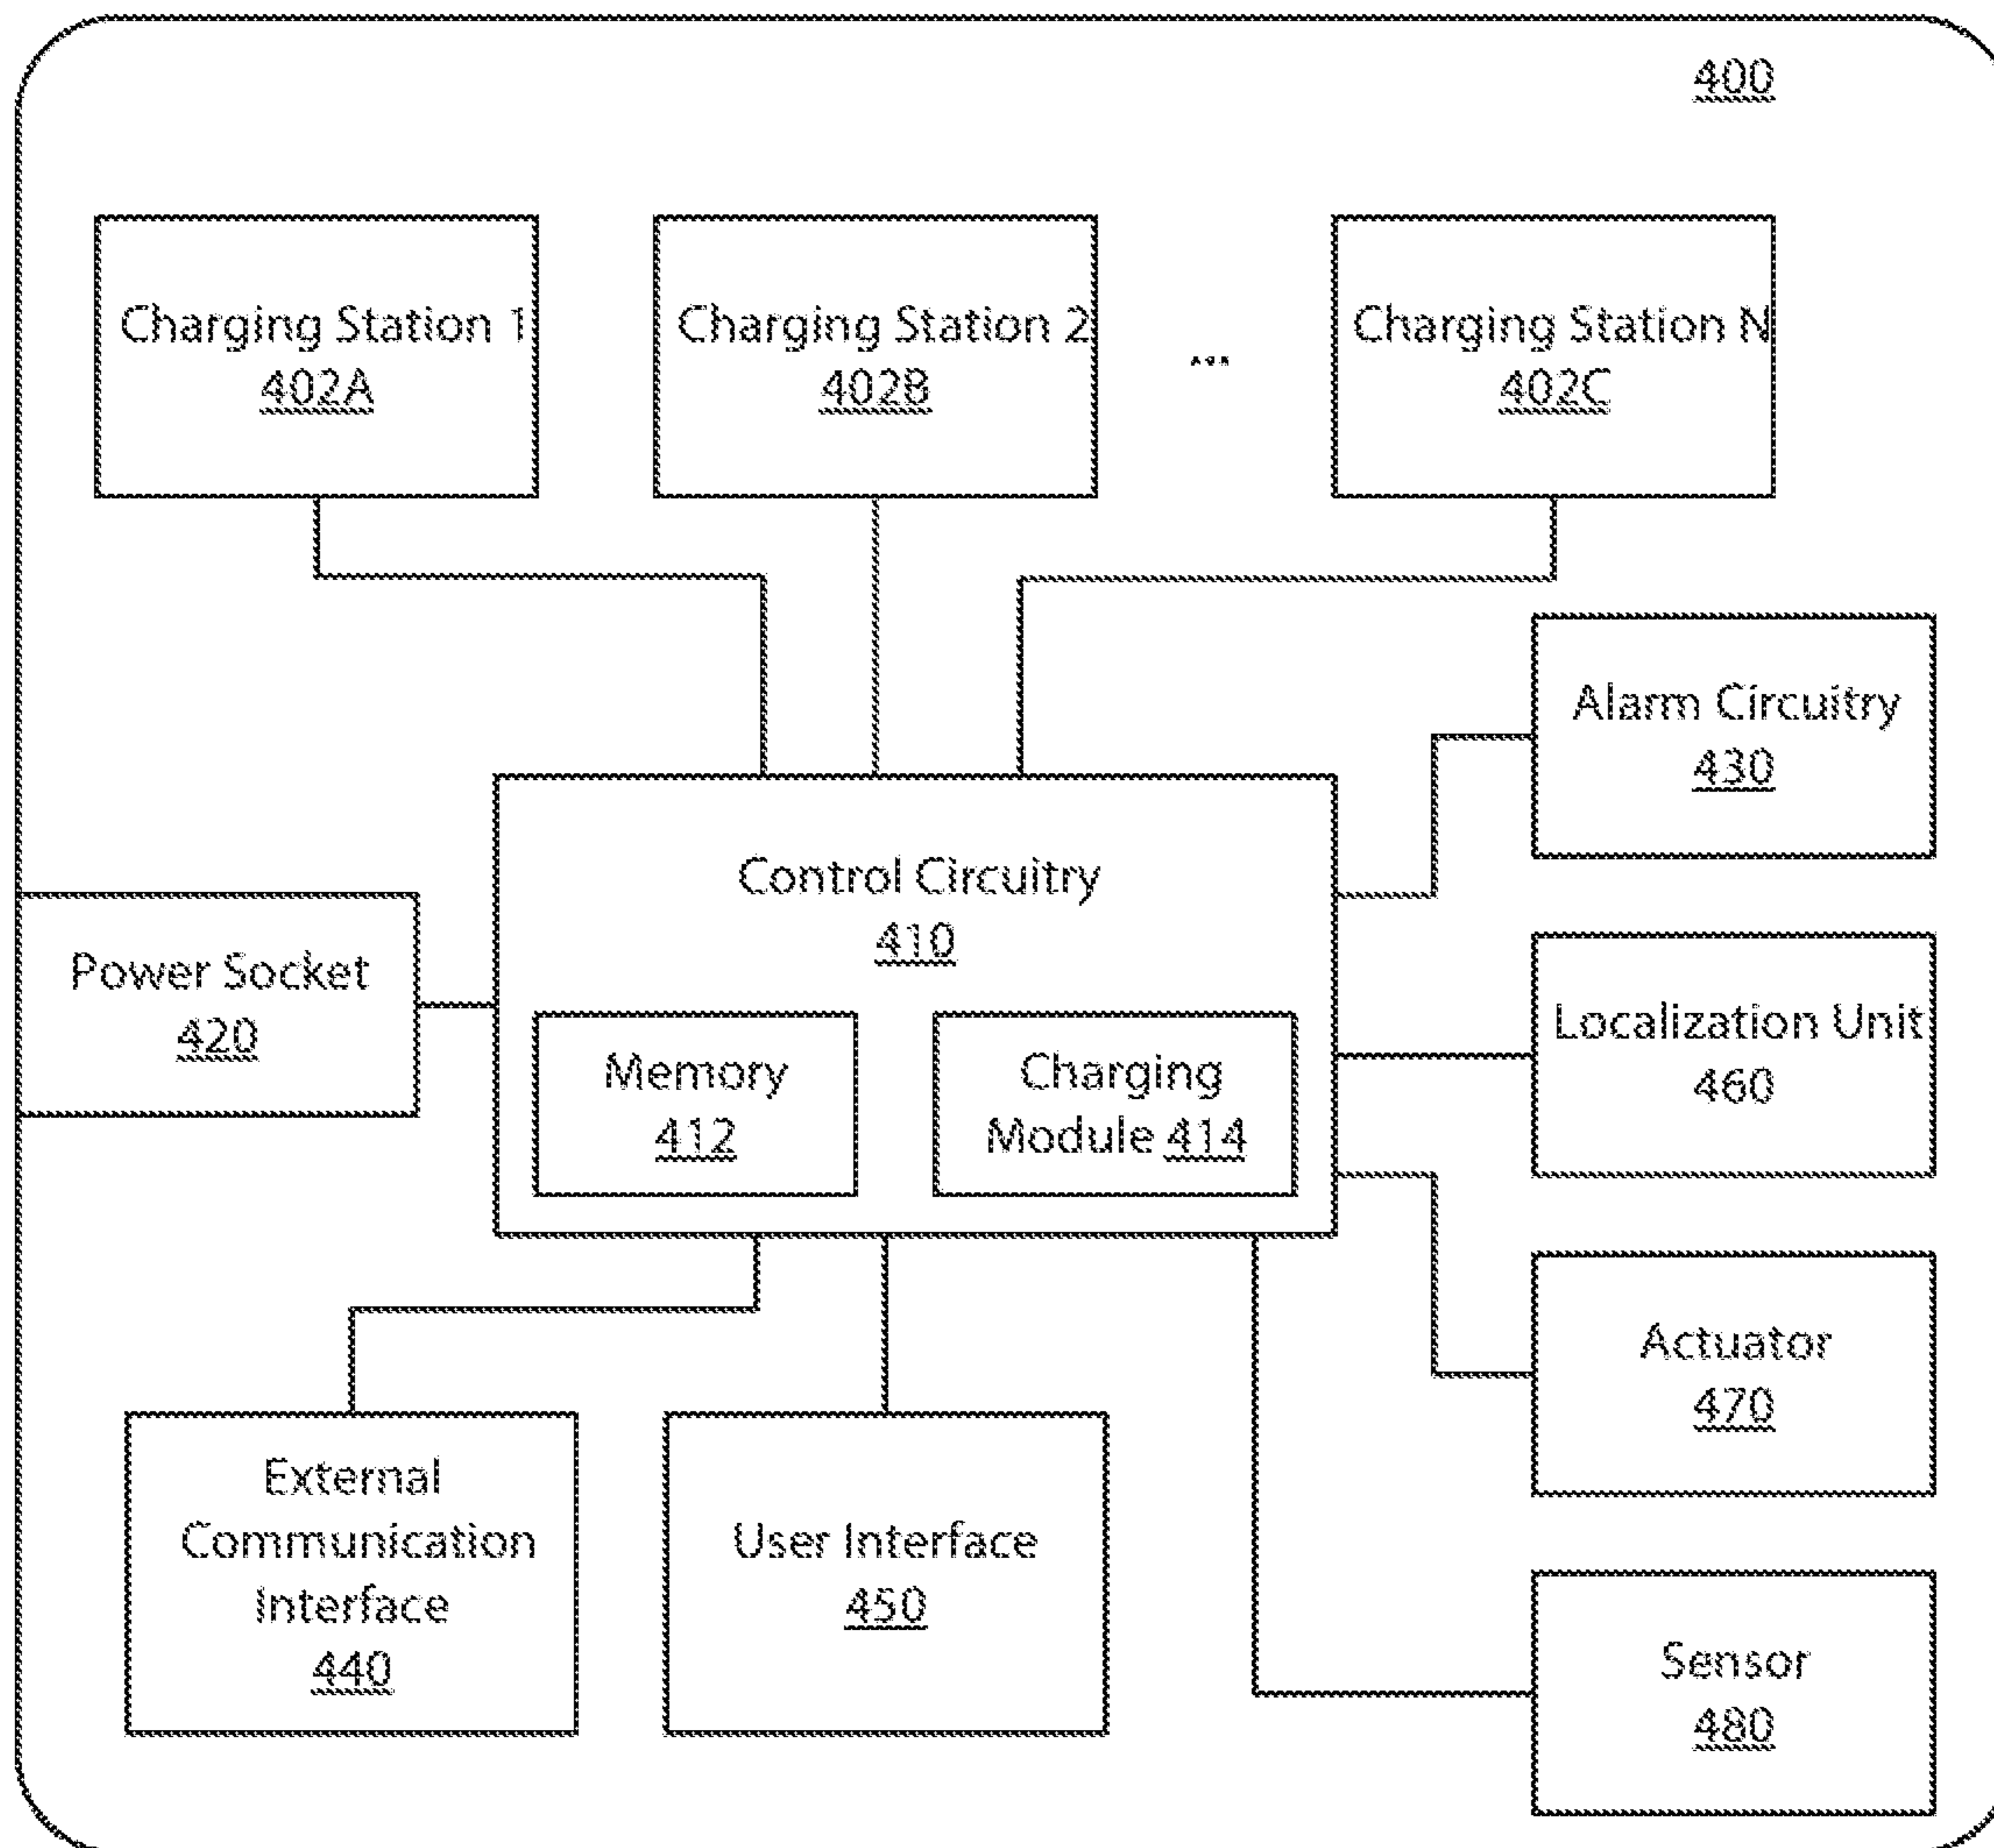 400
Charging Station 1
402A
Charging Station 2
402B
...
Charging Station N
402C
Alarm Circuitry
430
Control Circuitry
410
Power Socket
420
Memory
412
Charging
Module 414
Localization Unit
460
Actuator
470
External
Communication
Interface
440
User Interface
450
Sensor
480